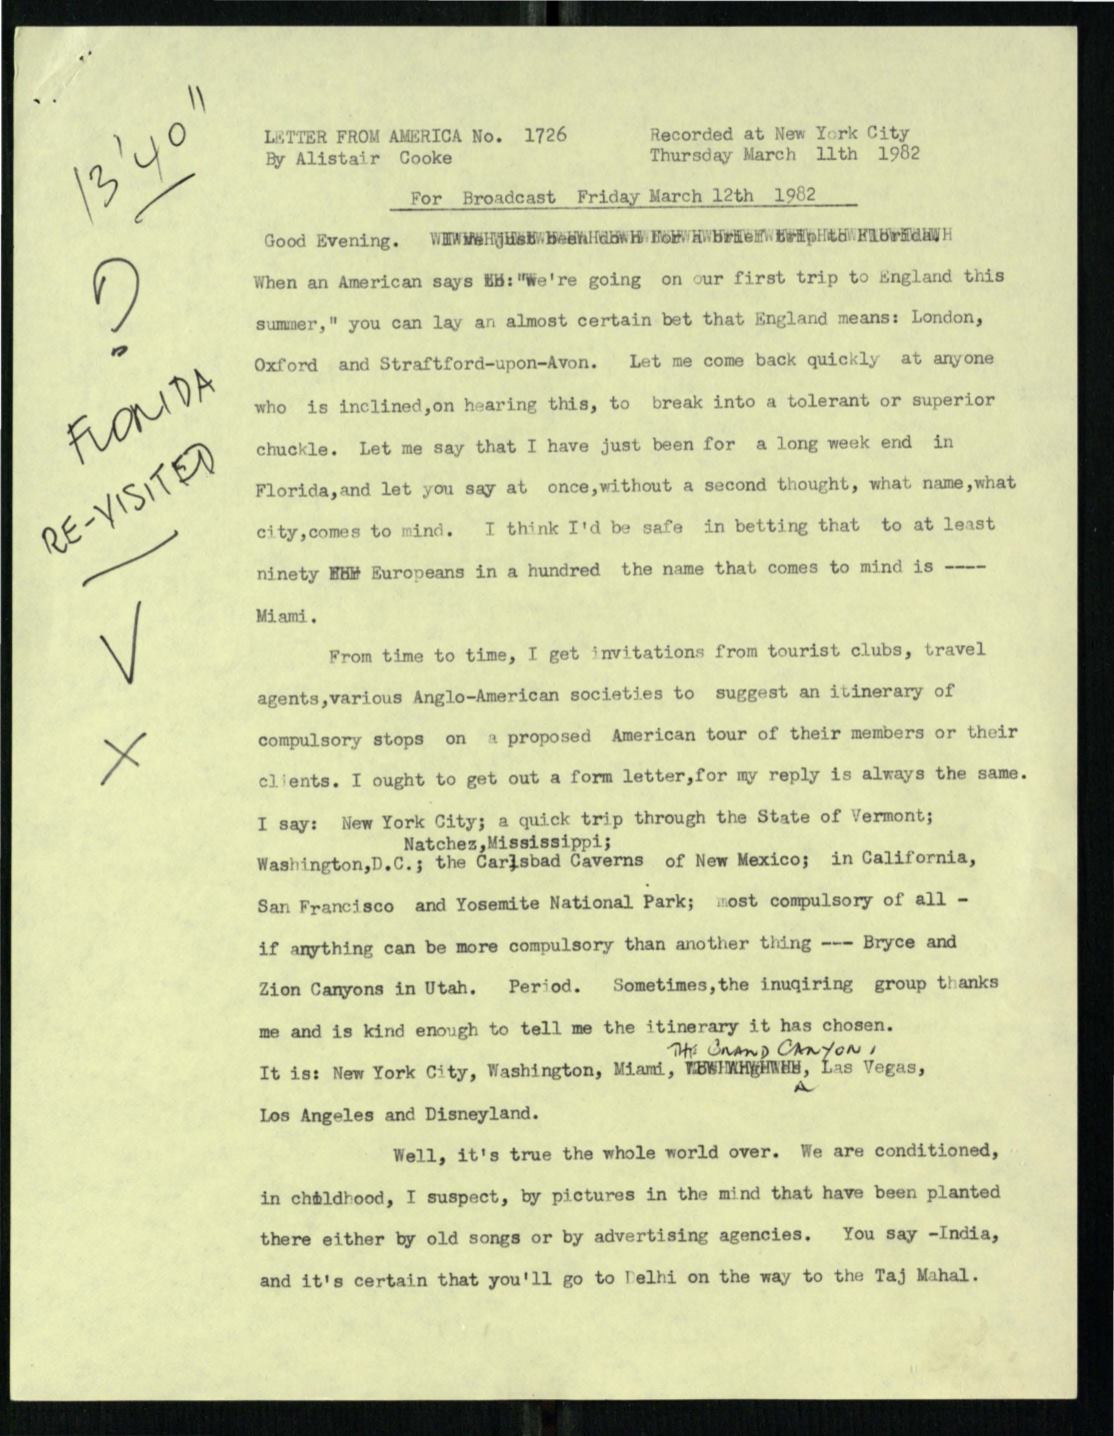 13'40"
?
FLORIDA
RE-VISITED
LETTER FROM AMERICA No. 1726
By Alistair Cooke
Recorded at New York City
Thursday March 11th 1982
For Broadcast Friday March 12th 1982
Good Evening. I've just been down for a brief trip to Florida.
When an American says : "We're going on our first trip to England this
summer," you can lay an almost certain bet that England means: London,
Oxford and Straftford-upon-Avon. Let me come back quickly at anyone
who is inclined,on hearing this, to break into a tolerant or superior
chuckle. Let me say that I have just been for a long week end in
Florida,and let you say at once,without a second thought, what name,what
city,comes to mind. I think I'd be safe in betting that to at least
ninety Europeans in a hundred the name that comes to mind is ----
Miami.
From time to time, I get invitations from tourist clubs, travel
agents,various Anglo-American societies to suggest an itinerary of
compulsory stops on a proposed American tour of their members or their
clients. I ought to get out a form letter,for my reply is always the same.
I say: New York City; a quick trip through the State of Vermont;
Natchez,Mississippi;
Washington,D.C.; the Carlsbad Caverns of New Mexico; in California,
San Francisco and Yosemite National Park; most compulsory of all -
if anything can be more compulsory than another thing --- Bryce and
Zion Canyons in Utah. Period. Sometimes,the inuqiring group thanks
me and is kind enough to tell me the itinerary it has chosen.
THE GRAND CANYON,
It is: New York City, Washington, Miami, , Las Vegas,
Los Angeles and Disneyland.
Well, it's true the whole world over. We are conditioned,
in childhood, I suspect, by pictures in the mind that have been planted
there either by old songs or by advertising agencies. You say -India,
and it's certain that you'll go to Delhi on the way to the Taj Mahal.